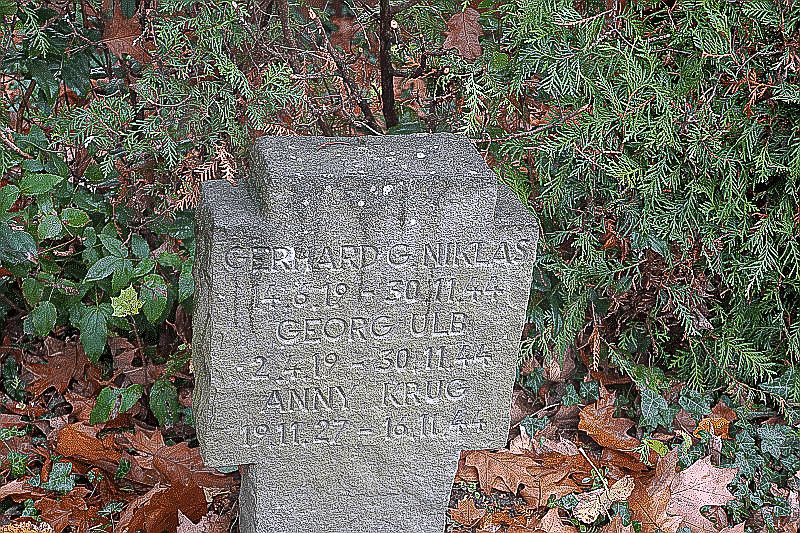 GERHARD G NIKLAS
4.6.19 - 30.11.44
GEORG ULB
2.4.19 - 30.11.44
ANNY KRUG
19.11.27 - 16.11.44